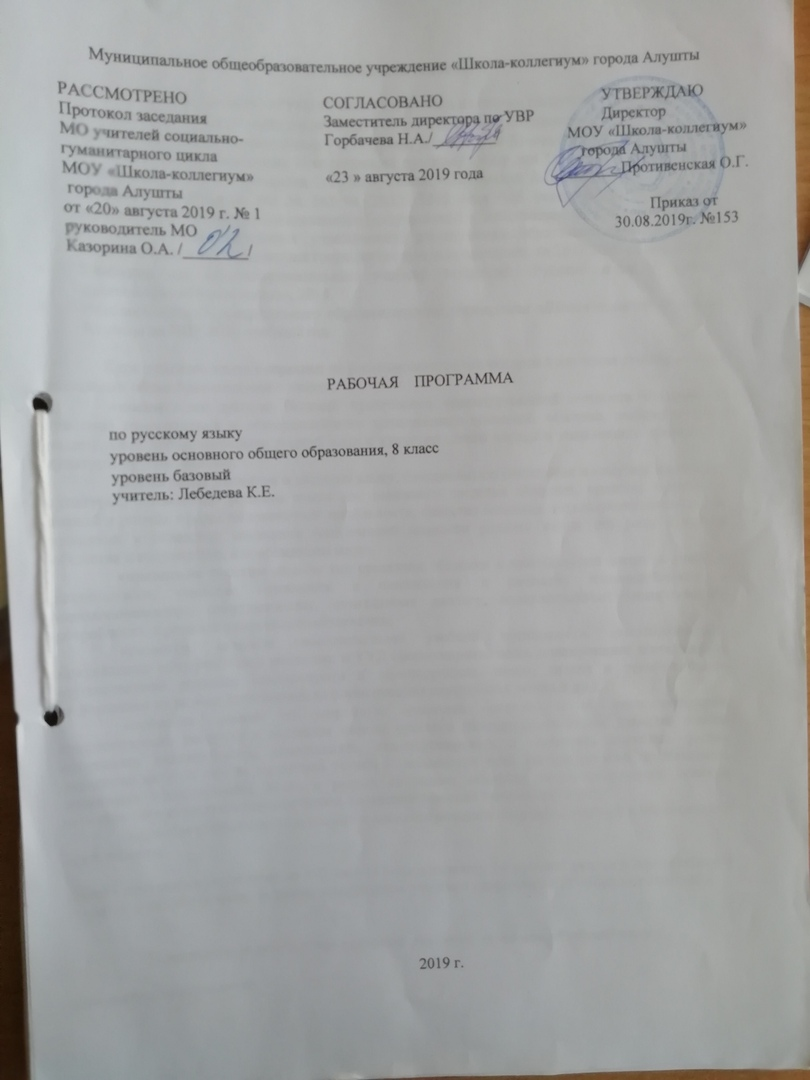 Муниципальное общеобразовательное учреждение «Школа-коллегиум» города Алушты
РАССМОТРЕНО
Протокол заседания
МО учителей социально-
гуманитарного цикла
МОУ «Школа-коллегиум»
города Алушты
от «20» августа 2019 г. № 1
руководитель МО
Казорина О.А. /________/
СОГЛАСОВАНО
Заместитель директора по УВР
Горбачева Н.А./________
«23 » августа 2019 года
УТВЕРЖДАЮ
Директор
МОУ «Школа-коллегиум»
города Алушты
Противенская О.Г.
Приказ от
30.08.2019г. №153
РАБОЧАЯ ПРОГРАММА
по русскому языку
уровень основного общего образования, 8 класс
уровень базовый
учитель: Лебедева К.Е.
2019 г.